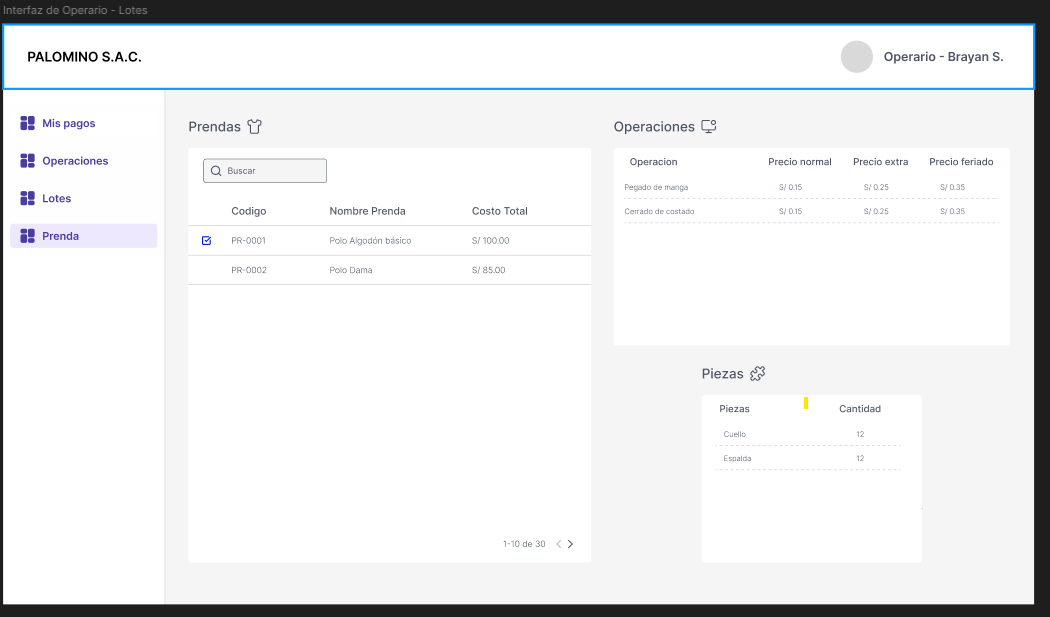 Interfaz de Operario - Lotes
PALOMINO S.A.C.
Operario - Brayan S.
Mis pagos
Operaciones
Lotes
Prenda
Prendas
Buscar
Codigo Nombre Prenda Costo Total
PR-0001 Polo Algodón básico S/ 100.00
PR-0002 Polo Dama S/ 85.00
1-10 de 30
Operaciones
Operacion Precio normal Precio extra Precio feriado
Pegado de manga S/ 0.15 S/ 0.25 S/ 0.35
Cerrado de costado S/ 0.15 S/ 0.25 S/ 0.35
Piezas
Piezas Cantidad
Cuello 12
Espalda 12